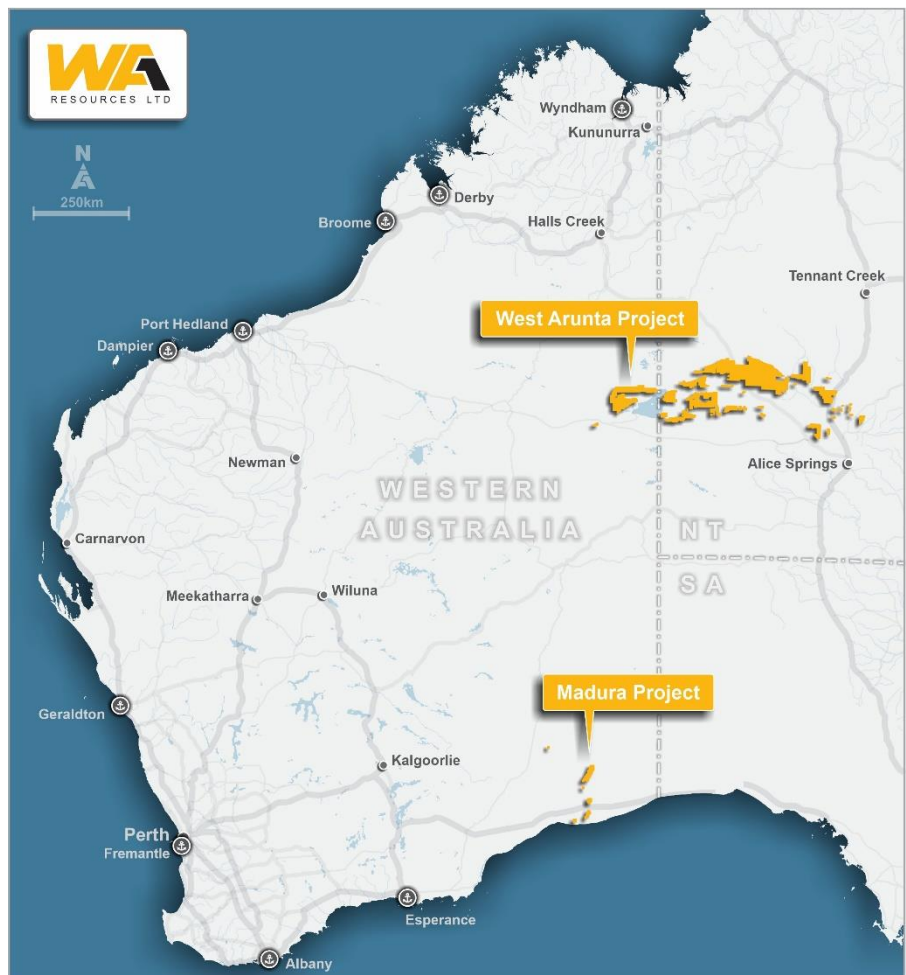 WA1
RESOURCES LTD
N
250km
Wyndham
Kununurra
Derby
Broome
Halls Creek
Tennant Creek
West Arunta Project
Port Hedland
Dampier
Newman
Alice Springs
WESTERN
AUSTRALIA
NT
SA
Carnarvon
Meekatharra
Wiluna
Madura Project
Geraldton
Kalgoorlie
Perth
Fremantle
Esperance
Albany